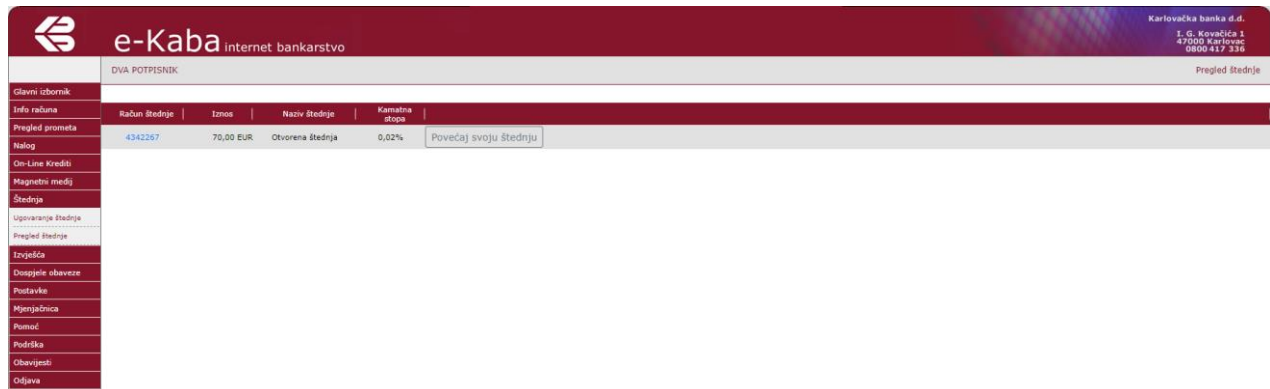 Karlovačka banka d.d.
I. G. Kovačića 1
47000 Karlovac
0800 417 336
e-Kaba internet bankarstvo
DVA POTPISNIK
Pregled štednje
Glavni izbornik
Info računa
Pregled prometa
Nalog
On-Line Krediti
Magnetni medij
Štednja
Ugovaranje štednje
Pregled štednje
Izvješća
Dospjele obaveze
Postavke
Mjenjačnica
Pomoć
Podrška
Obavijesti
Odjava
Račun štednje | Iznos | Naziv štednje | Kamatna stopa |
4342267 70,00 EUR Otvorena štednja 0,02% Povećaj svoju štednju